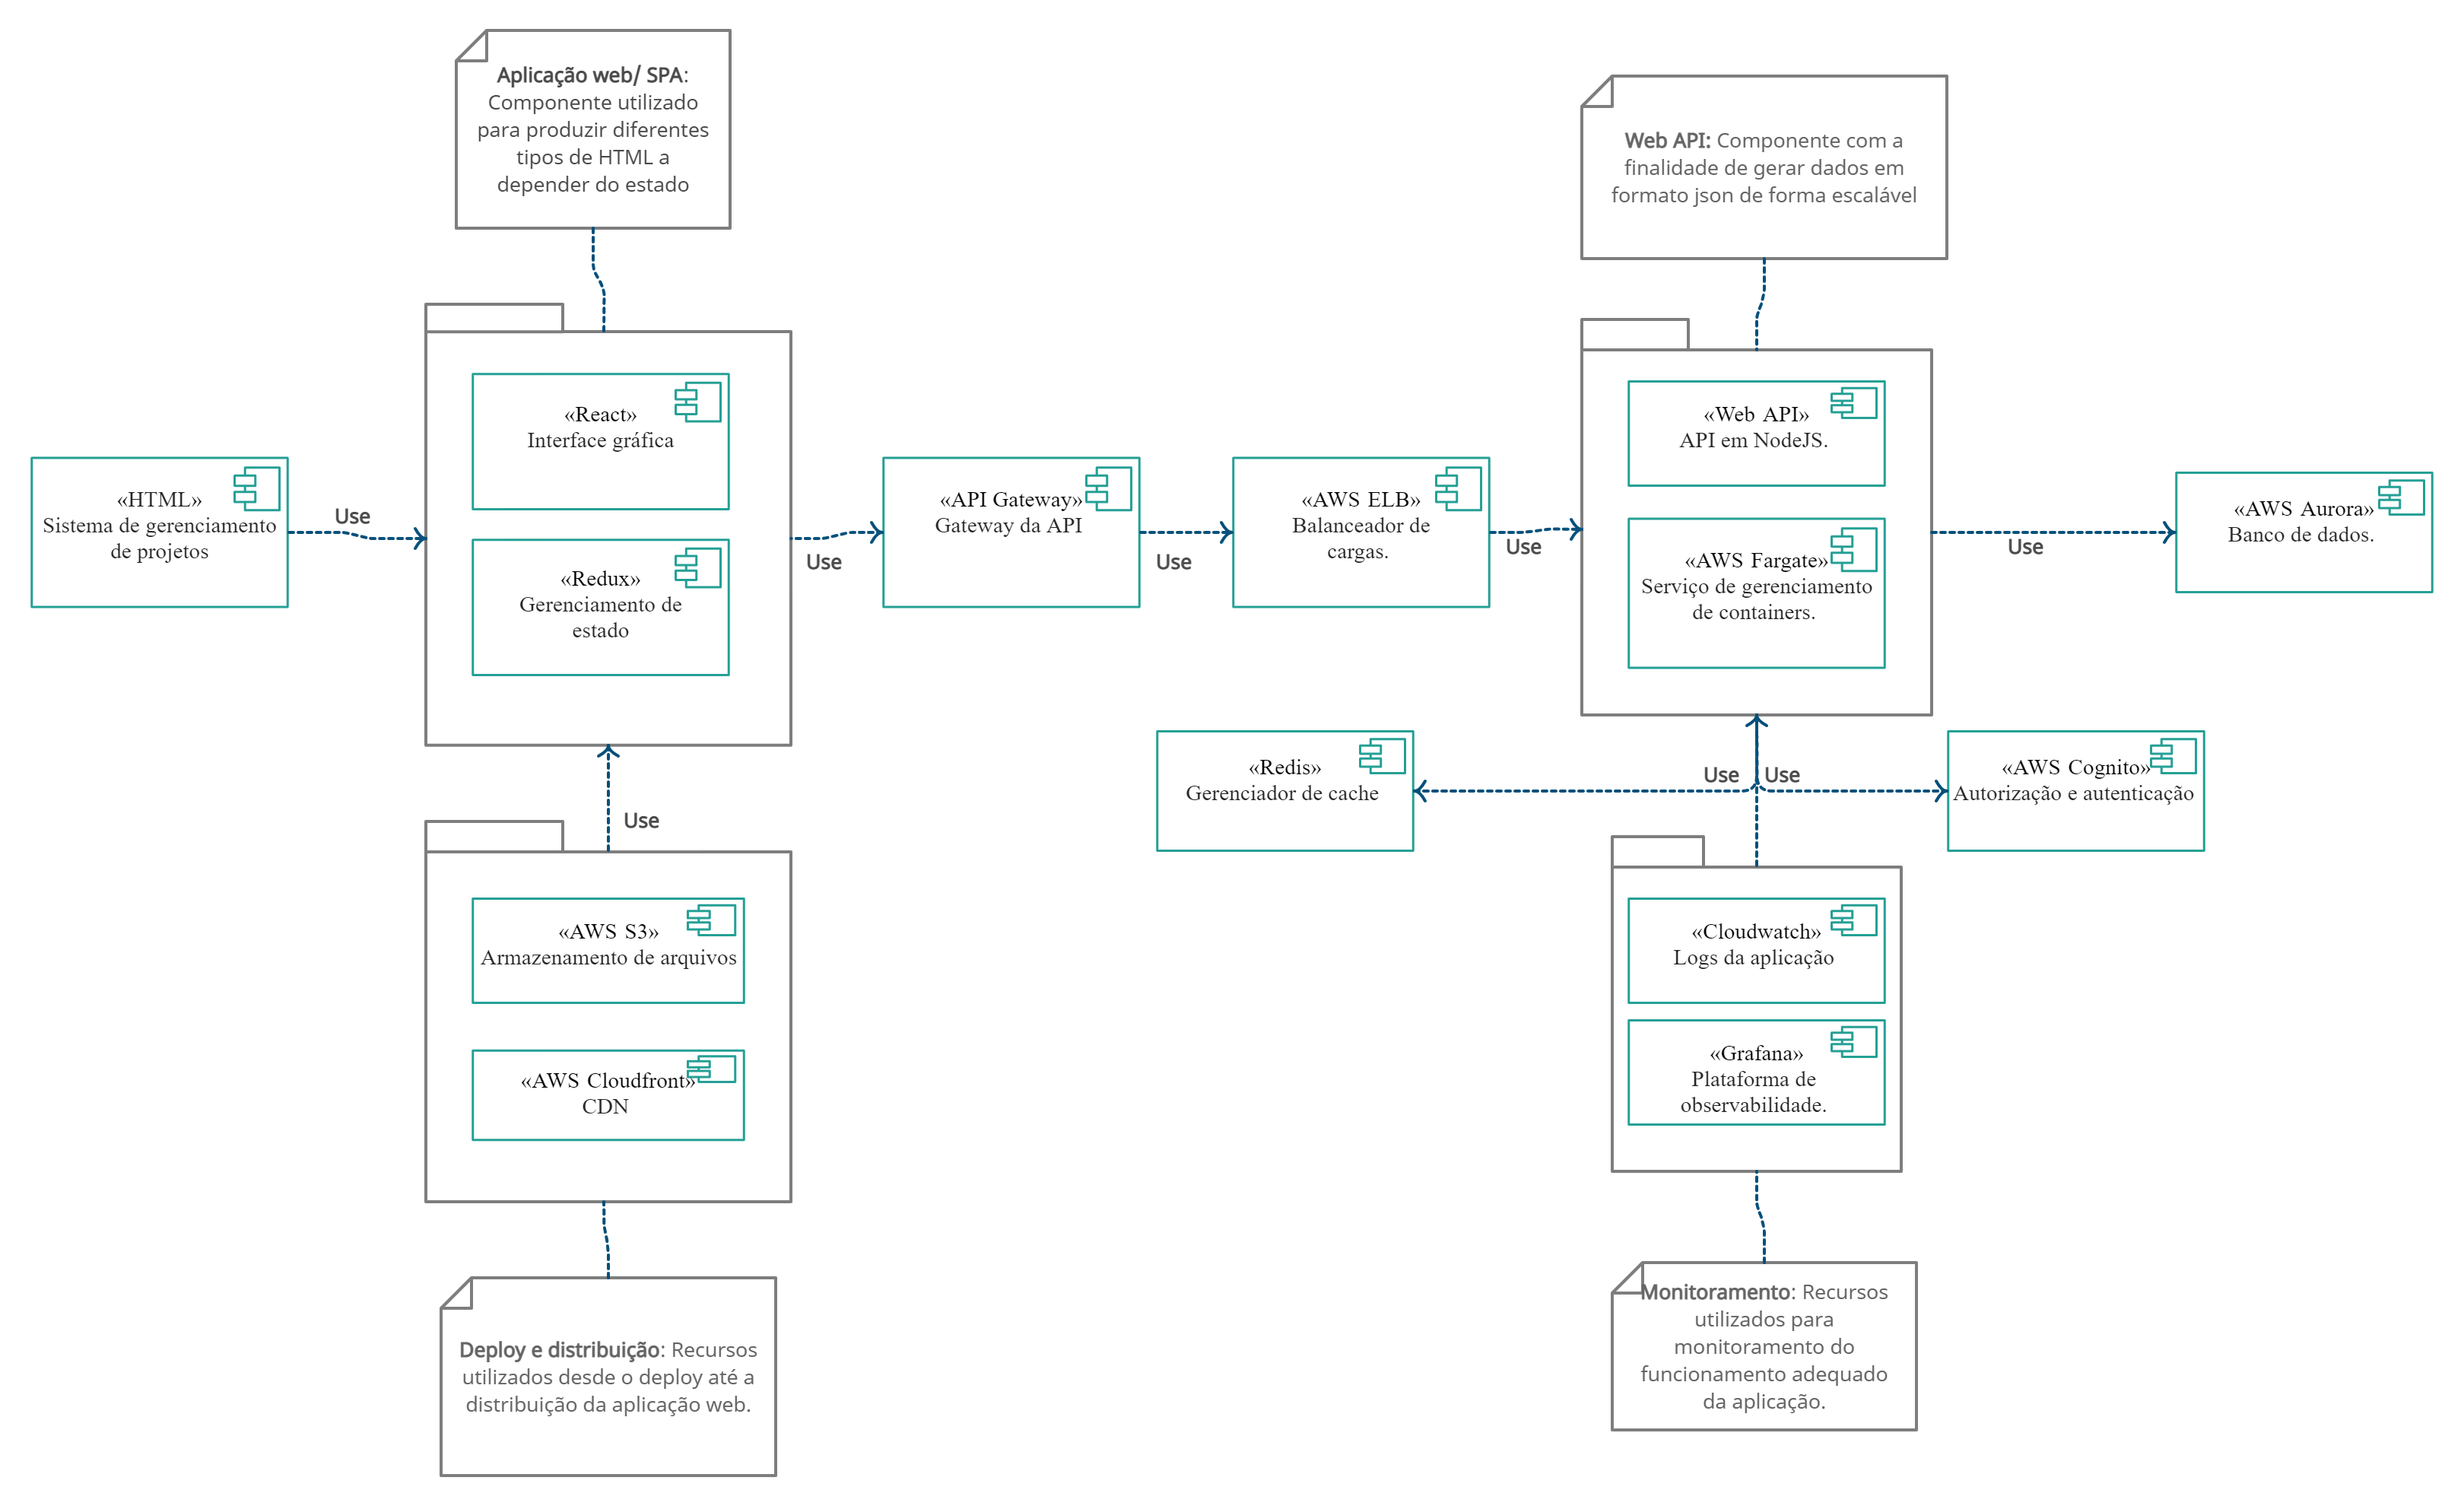 Aplicação web/ SPA:
Componente utilizado
para produzir diferentes
tipos de HTML a
depender do estado
Web API: Componente com a
finalidade de gerar dados em
formato json de forma escalável
«HTML»
Sistema de gerenciamento
de projetos
Use
«React»
Interface gráfica
«Redux»
Gerenciamento de
estado
Use
«API Gateway»
Gateway da API
Use
«AWS ELB»
Balanceador de
cargas.
Use
«Web API»
API em NodeJS.
«AWS Fargate»
Serviço de gerenciamento
de containers.
Use
«AWS Aurora»
Banco de dados.
«Redis»
Gerenciador de cache
Use
Use
«AWS Cognito»
Autorização e autenticação
Use
«AWS S3»
Armazenamento de arquivos
«AWS Cloudfront»
CDN
«Cloudwatch»
Logs da aplicação
«Grafana»
Plataforma de
observabilidade.
Deploy e distribuição: Recursos
utilizados desde o deploy até a
distribuição da aplicação web.
Monitoramento: Recursos
utilizados para
monitoramento do
funcionamento adequado
da aplicação.